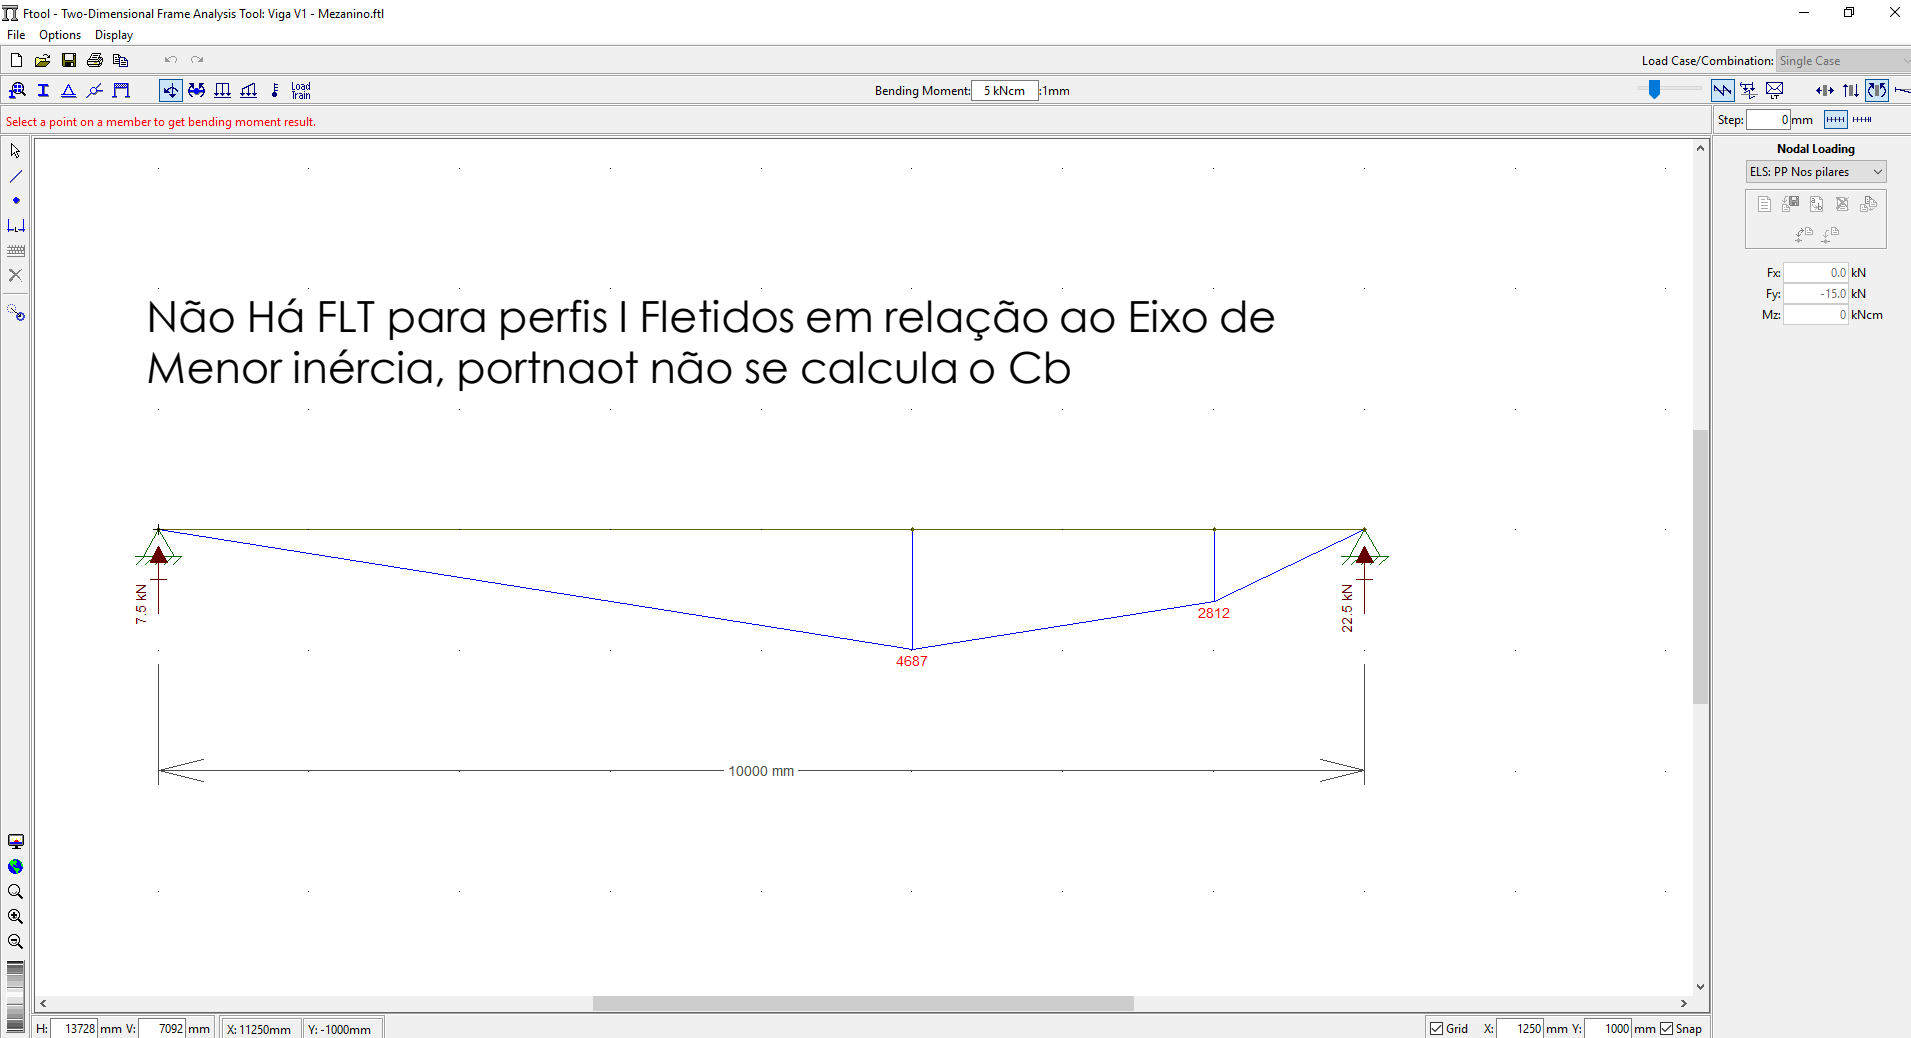 Ftool - Two-Dimensional Frame Analysis Tool: Viga V1 - Mezanino.ftl
File Options Display
Load Case/Combination: Single Case
Load Train
Bending Moment: 5 kNcm :1mm
Select a point on a member to get bending moment result.
Step: 0 mm
Nodal Loading
ELS: PP Nos pilares
Fx: 0.0 kN
Fy: -15.0 kN
Mz: 0 kNcm
Não Há FLT para perfis I Fletidos em relação ao Eixo de
Menor inércia, portnaot não se calcula o Cb
7.5 kN
22.5 kN
2812
4687
10000 mm
H: 13728 mm V: 7092 mm X: 11250mm Y: -1000mm
Grid X: 1250 mm Y: 1000 mm Snap